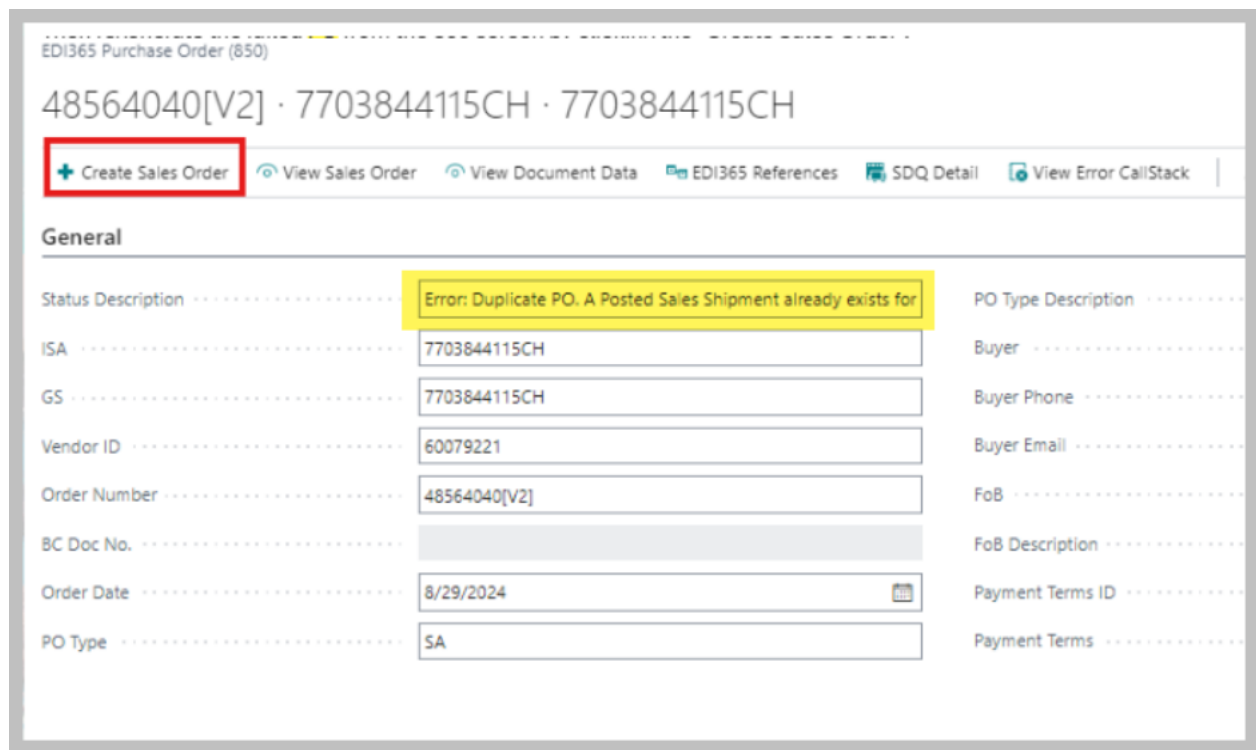 EDI365 Purchase Order (850)
48564040[V2] · 7703844115CH · 7703844115CH
Create Sales Order View Sales Order View Document Data EDI365 References SDQ Detail View Error CallStack
General
Status Description Error: Duplicate PO. A Posted Sales Shipment already exists for PO Type Description
ISA 7703844115CH Buyer
GS 7703844115CH Buyer Phone
Vendor ID 60079221 Buyer Email
Order Number 48564040[V2] FoB
BC Doc No. FoB Description
Order Date 8/29/2024 Payment Terms ID
PO Type SA Payment Terms